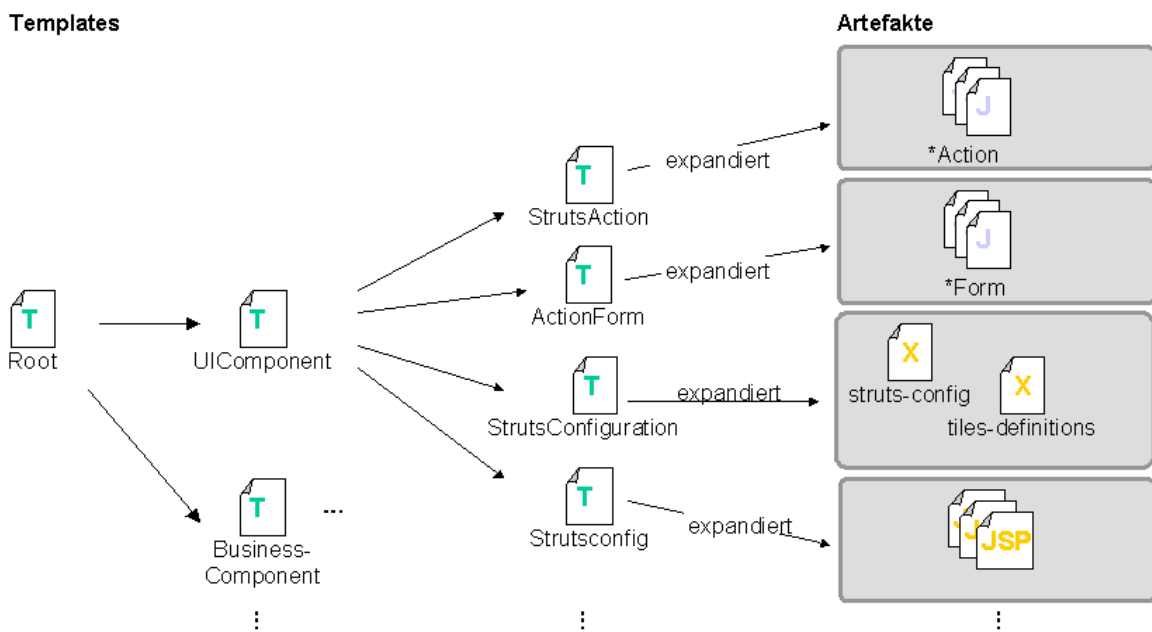 Templates
Artefakte
J
*Action
T
StrutsAction
expandiert
J
*Form
T
ActionForm
expandiert
T
Root
T
UIComponent
X
struts-config
X
tiles-definitions
T
StrutsConfiguration
expandiert
T
Business-
Component
...
T
Strutsconfig
expandiert
JSP